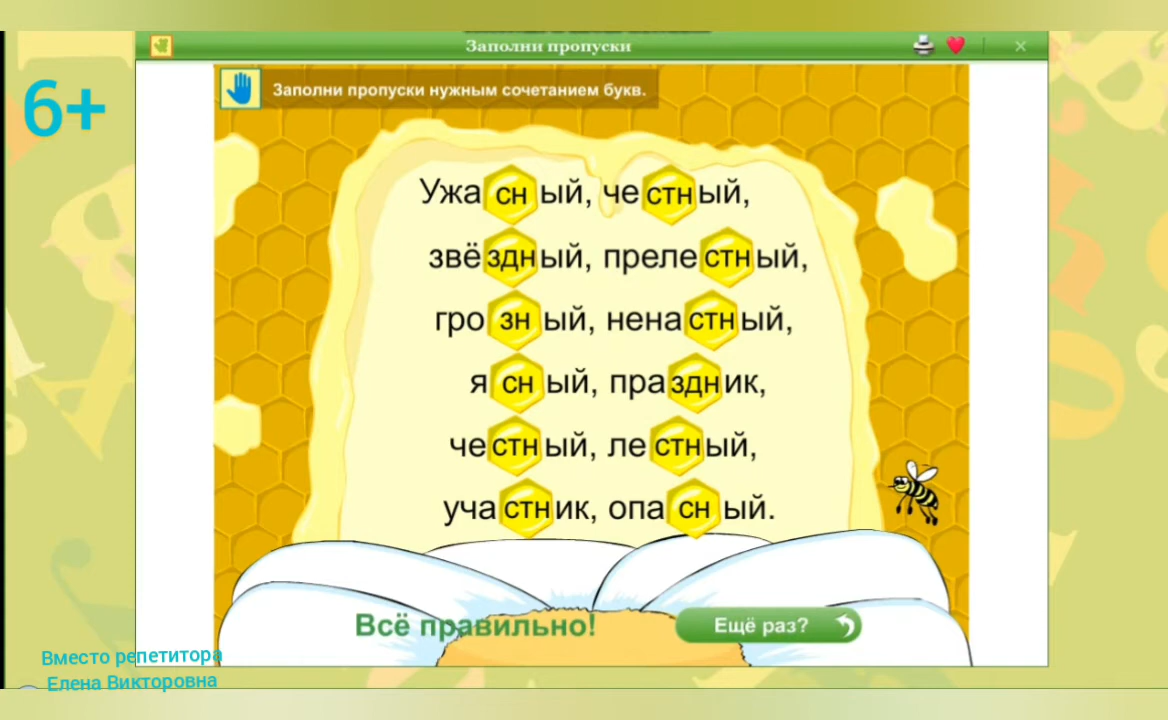 Заполни пропуски
6+
Заполни пропуски нужным сочетанием букв.
Ужасный, честный,
звёздный, прелестный,
грозный, ненастный,
ясный, праздник,
честный, лестный,
участник, опасный.
Всё правильно!
Ещё раз?
Вместо репетитора
Елена Викторовна